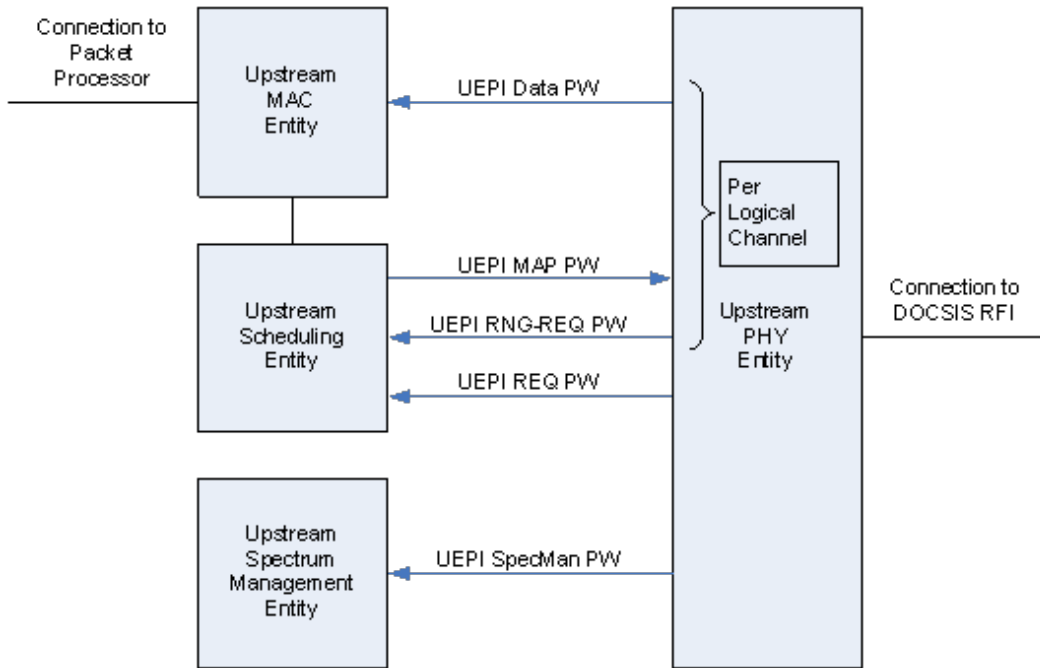 Connection to
Packet
Processor
Upstream
MAC
Entity
UEPI Data PW
Per
Logical
Channel
Upstream
Scheduling
Entity
UEPI MAP PW
UEPI RNG-REQ PW
UEPI REQ PW
Upstream
PHY
Entity
Connection to
DOCSIS RFI
Upstream
Spectrum
Management
Entity
UEPI SpecMan PW